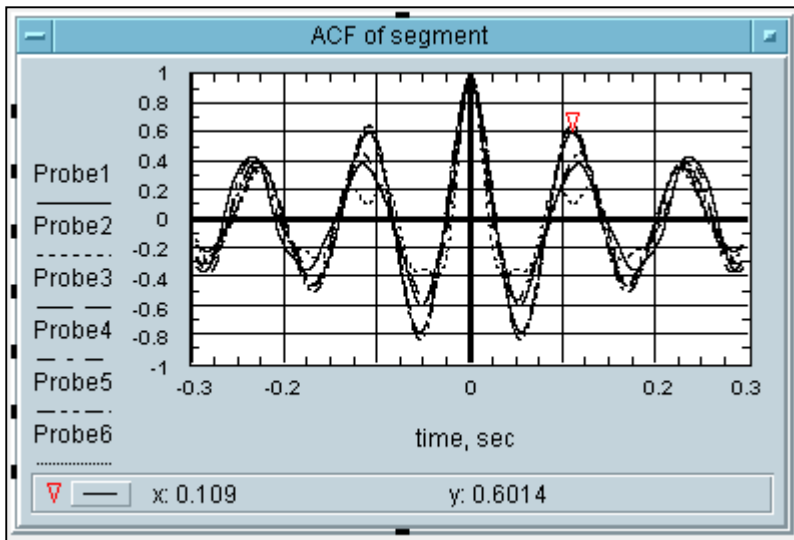 ACF of segment
1
0.8
0.6
0.4
0.2
0
-0.2
-0.4
-0.6
-0.8
-1
Probe1
Probe2
Probe3
Probe4
Probe5
Probe6
-0.3 -0.2 0 0.2 0.3
time, sec
x: 0.109 y: 0.6014